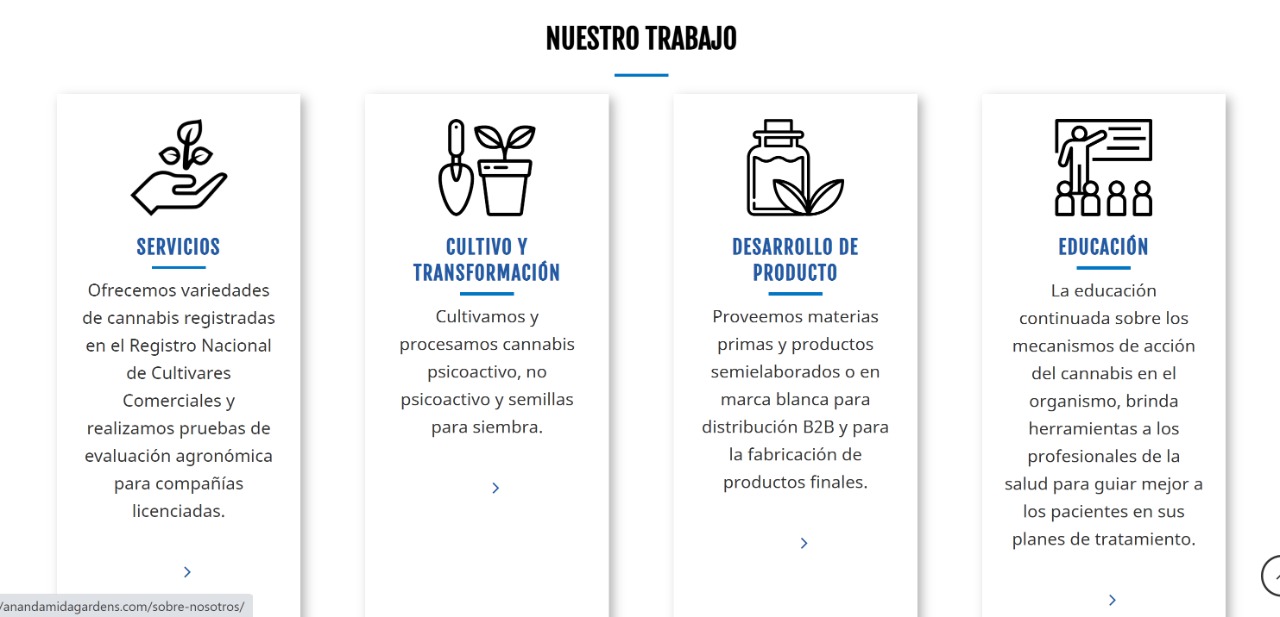 NUESTRO TRABAJO
SERVICIOS
Ofrecemos variedades
de cannabis registradas
en el Registro Nacional
de Cultivares
Comerciales y
realizamos pruebas de
evaluación agronómica
para compañías
licenciadas.
CULTIVO Y
TRANSFORMACIÓN
Cultivamos y
procesamos cannabis
psicoactivo, no
psicoactivo y semillas
para siembra.
DESARROLLO DE
PRODUCTO
Proveemos materias
primas y productos
semielaborados o en
marca blanca para
distribución B2B y para
la fabricación de
productos finales.
EDUCACIÓN
La educación
continuada sobre los
mecanismos de acción
del cannabis en el
organismo, brinda
herramientas a los
profesionales de la
salud para guiar mejor a
los pacientes en sus
planes de tratamiento.
/anandamidagardens.com/sobre-nosotros/